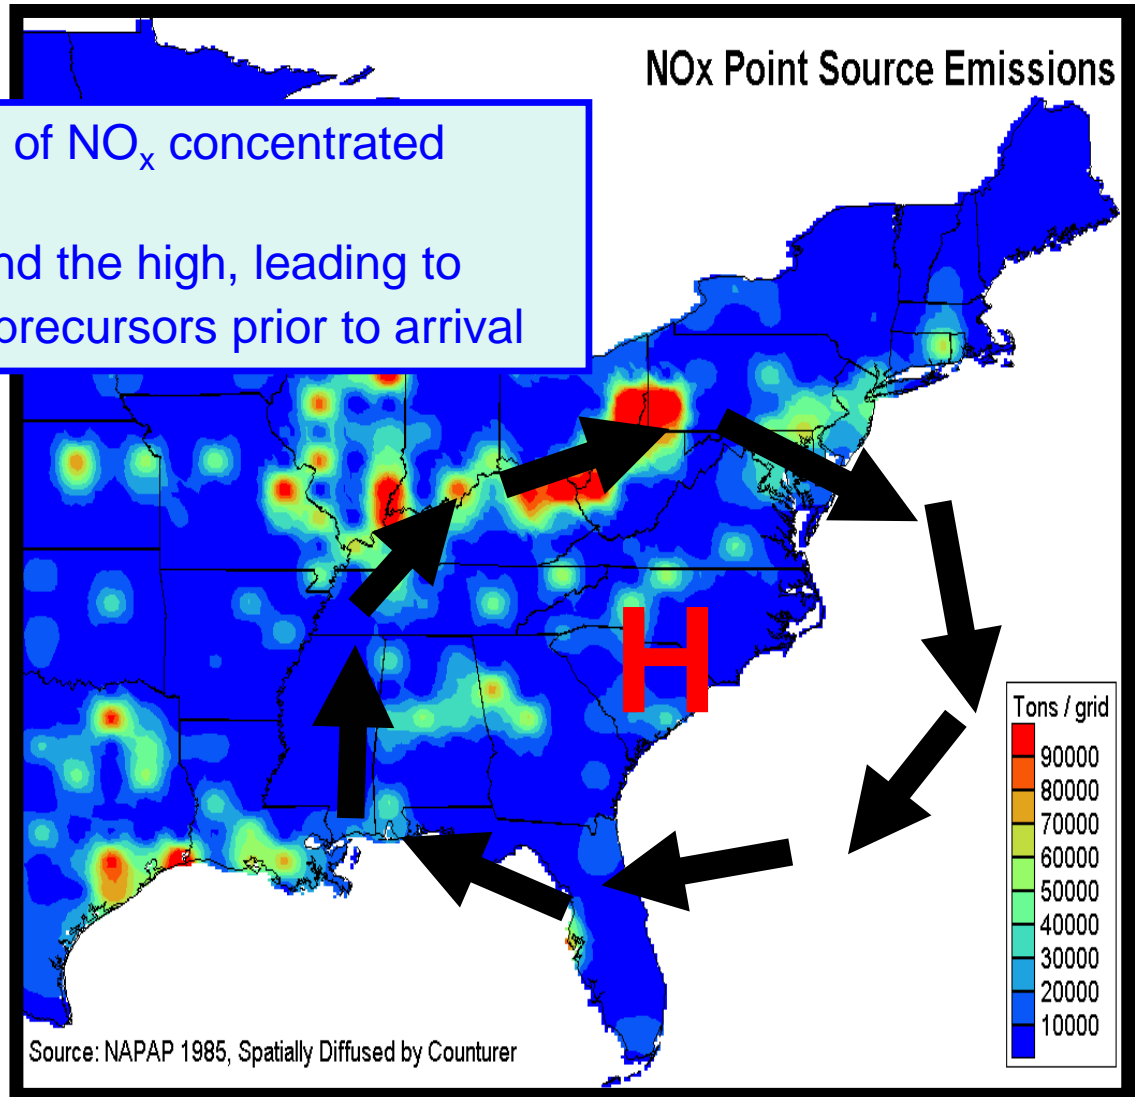 NOx Point Source Emissions
of NOₓ concentrated
nd the high, leading to
precursors prior to arrival
H
Tons / grid
90000
80000
70000
60000
50000
40000
30000
20000
10000
Source: NAPAP 1985, Spatially Diffused by Counturer